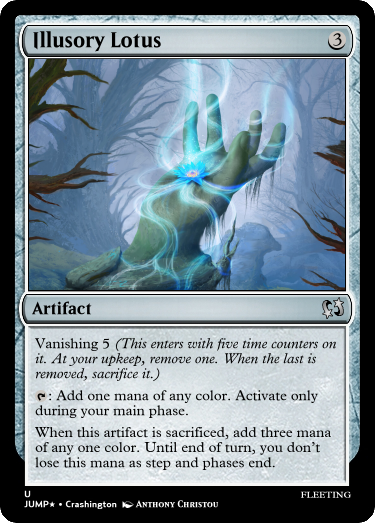 Illusory Lotus 3
Artifact
Vanishing 5 (This enters with five time counters on
it. At your upkeep, remove one. When the last is
removed, sacrifice it.)
: Add one mana of any color. Activate only
during your main phase.
When this artifact is sacrificed, add three mana
of any one color. Until end of turn, you don't
lose this mana as step and phases end.
U FLEETING
JUMP★ • Crashington Anthony Christou